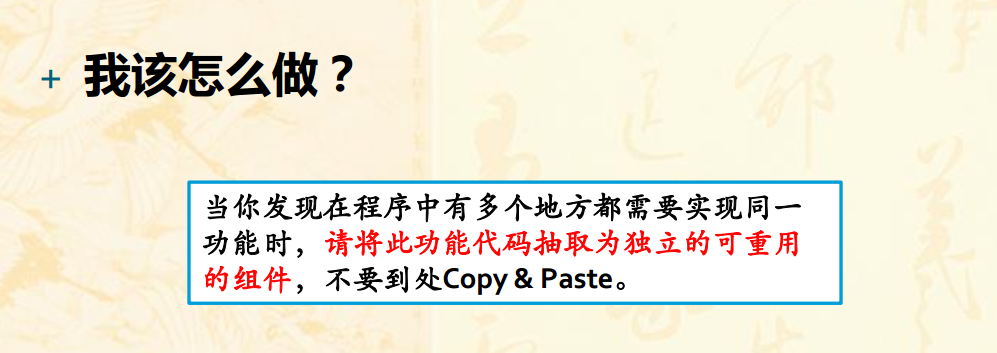 + 我该怎么做？
当你发现在程序中有多个地方都需要实现同一
功能时，请将此功能代码抽取为独立的可重用
的组件，不要到处Copy & Paste。